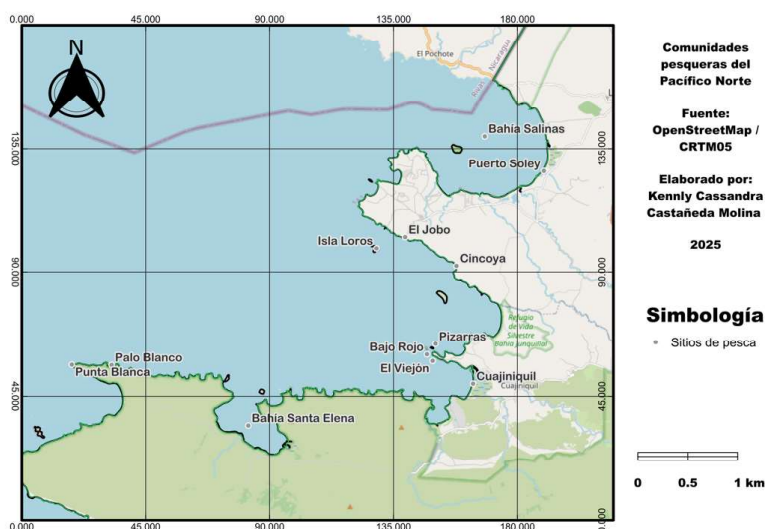 0.000 45.000 90.000 135.000 180.000
N
El Pochote
Nicaragua
Bahía Salinas
135.000 135.000
Puerto Soley
El Jobo
Isla Loros
Cincoya
90.000 90.000
Refugio
de Vida
Silvestre
Bahía Junquillal
Pizarras
Bajo Rojo
El Viejón
Palo Blanco
Punta Blanca
Cuajiniquil
Cuajiniquil
45.000 45.000
Bahía Santa Elena
0.000 45.000 90.000 135.000 180.000
Comunidades
pesqueras del
Pacífico Norte
Fuente:
OpenStreetMap /
CRTM05
Elaborado por:
Kennly Cassandra
Castañeda Molina
2025
Simbología
Sitios de pesca
0 0.5 1 km